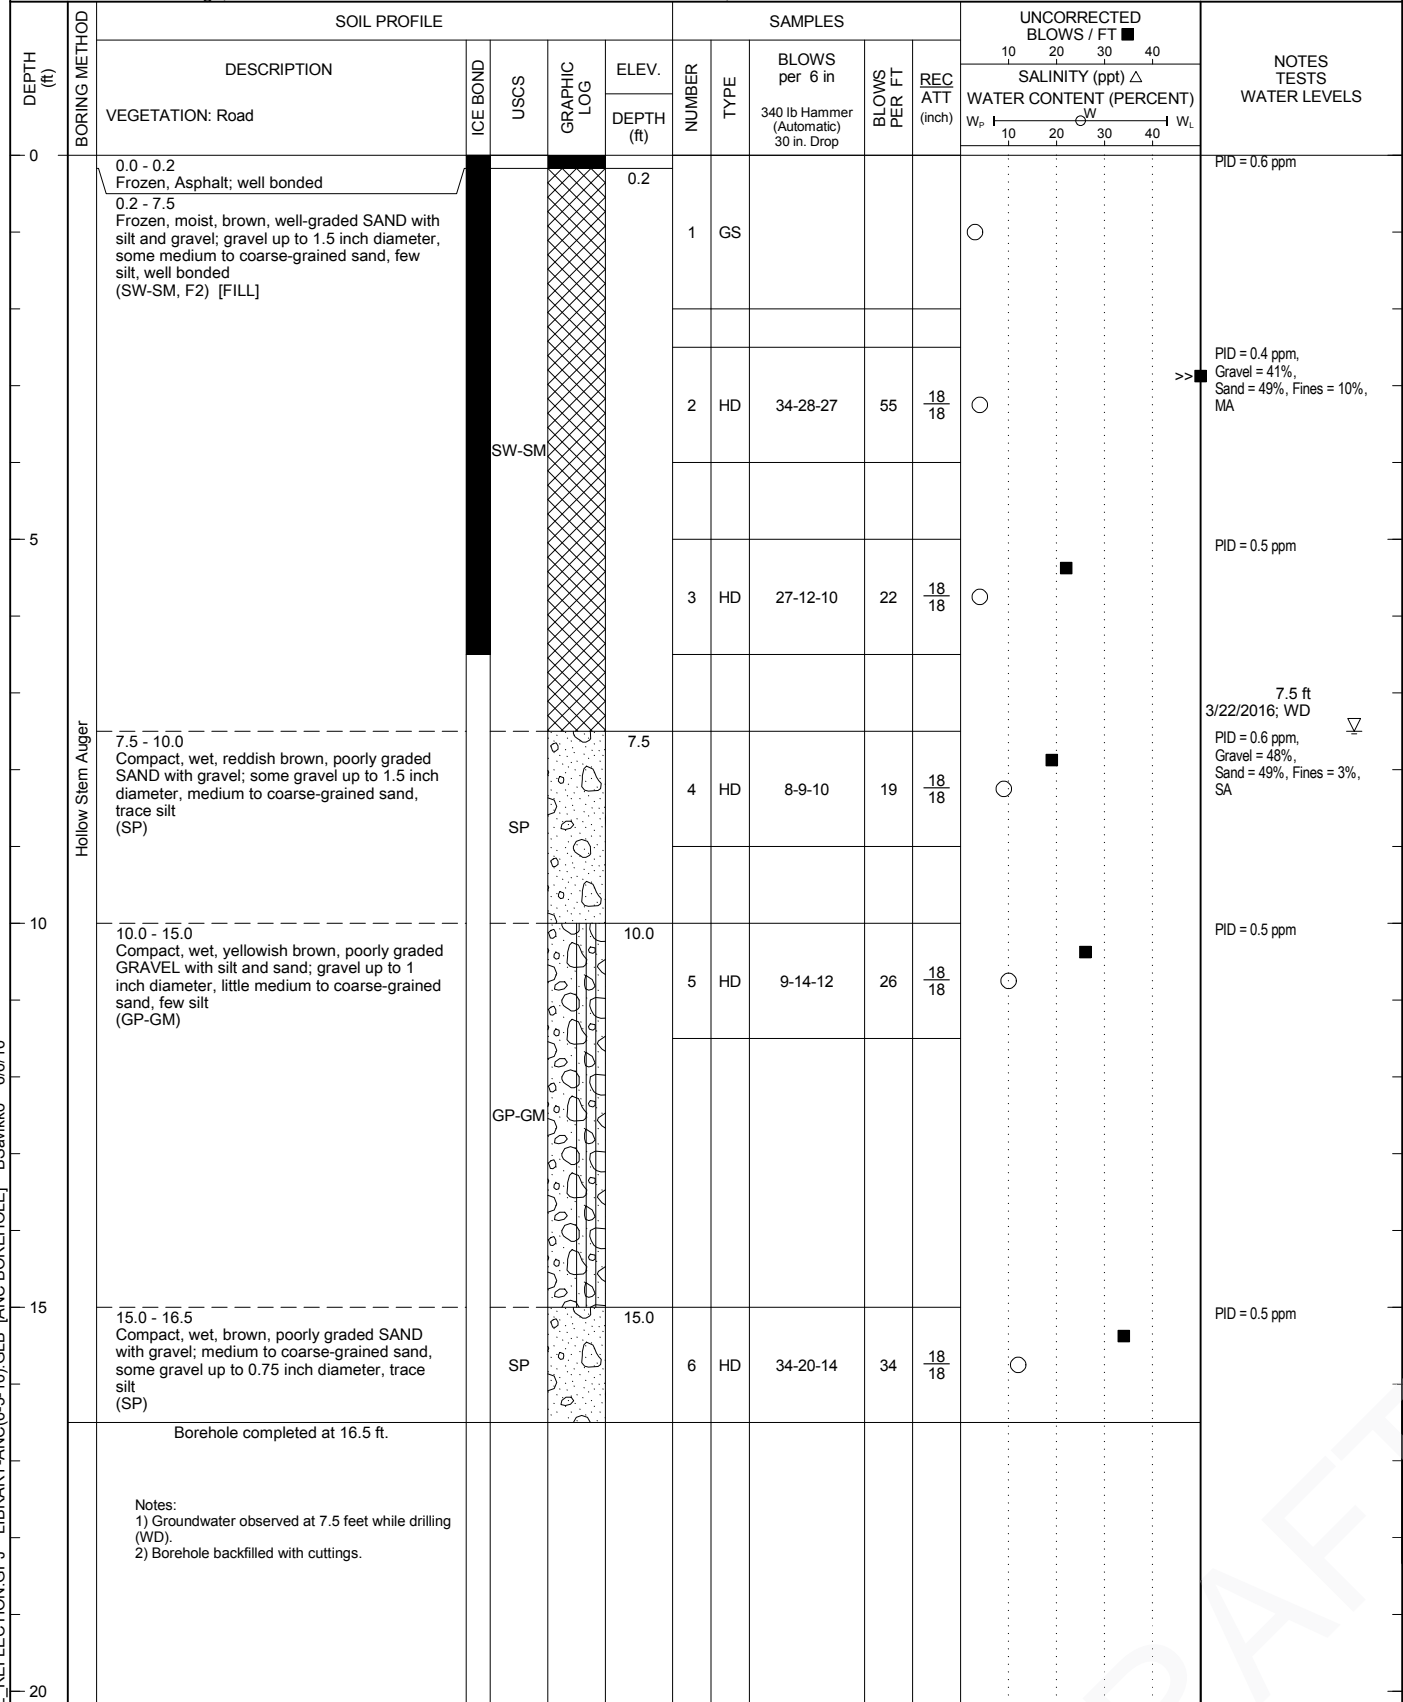 DEPTH
(ft)
BORING METHOD
SOIL PROFILE
DESCRIPTION
VEGETATION: Road
ICE BOND
USCS
GRAPHIC
LOG
ELEV.
DEPTH
(ft)
SAMPLES
NUMBER
TYPE
BLOWS
per 6 in
340 lb Hammer
(Automatic)
30 in. Drop
BLOWS
PER FT
REC
ATT
(inch)
UNCORRECTED
BLOWS / FT ■
10 20 30 40
SALINITY (ppt) △
WATER CONTENT (PERCENT)
Wp W WL
10 20 30 40
NOTES
TESTS
WATER LEVELS
0
5
10
15
20
Hollow Stem Auger
0.0 - 0.2
Frozen, Asphalt; well bonded
0.2
PID = 0.6 ppm
0.2 - 7.5
Frozen, moist, brown, well-graded SAND with
silt and gravel; gravel up to 1.5 inch diameter,
some medium to coarse-grained sand, few
silt, well bonded
(SW-SM, F2) [FILL]
SW-SM
1 GS
2 HD 34-28-27 55 18/18
>>
PID = 0.4 ppm,
Gravel = 41%,
Sand = 49%, Fines = 10%,
MA
3 HD 27-12-10 22 18/18
PID = 0.5 ppm
7.5 ft
3/22/2016; WD
7.5 - 10.0
Compact, wet, reddish brown, poorly graded
SAND with gravel; some gravel up to 1.5 inch
diameter, medium to coarse-grained sand,
trace silt
(SP)
SP
7.5
4 HD 8-9-10 19 18/18
PID = 0.6 ppm,
Gravel = 48%,
Sand = 49%, Fines = 3%,
SA
10.0 - 15.0
Compact, wet, yellowish brown, poorly graded
GRAVEL with silt and sand; gravel up to 1
inch diameter, little medium to coarse-grained
sand, few silt
(GP-GM)
GP-GM
10.0
5 HD 9-14-12 26 18/18
PID = 0.5 ppm
15.0 - 16.5
Compact, wet, brown, poorly graded SAND
with gravel; medium to coarse-grained sand,
some gravel up to 0.75 inch diameter, trace
silt
(SP)
SP
15.0
6 HD 34-20-14 34 18/18
PID = 0.5 ppm
Borehole completed at 16.5 ft.
Notes:
1) Groundwater observed at 7.5 feet while drilling
(WD).
2) Borehole backfilled with cuttings.